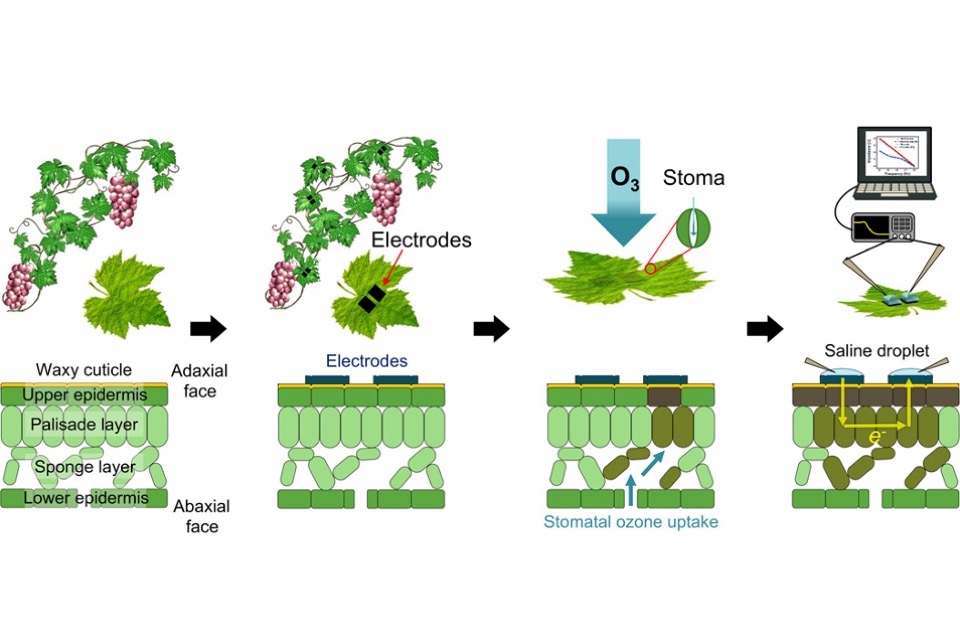 Electrodes
O3
Stoma
Waxy cuticle
Upper epidermis
Palisade layer
Sponge layer
Lower epidermis
Adaxial
face
Abaxial
face
Electrodes
Stomatal ozone uptake
Saline droplet
e-